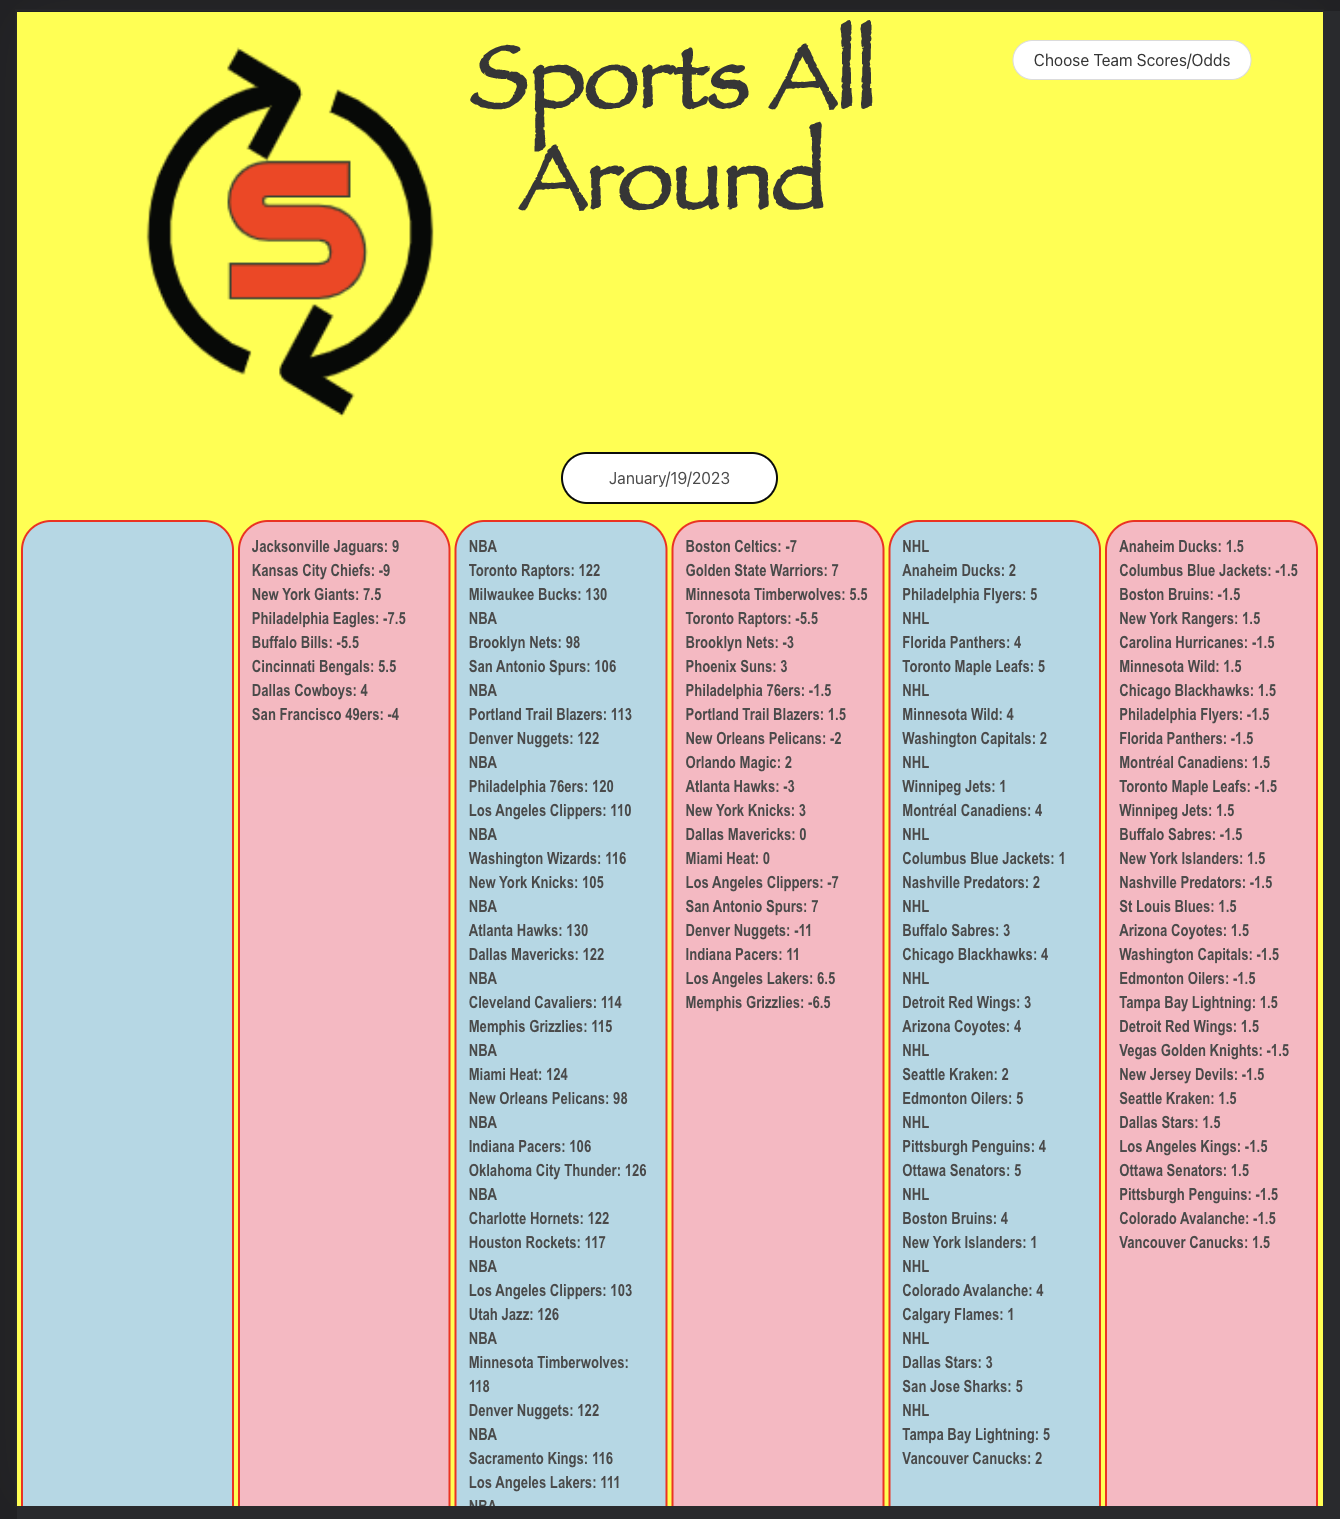 Sports All
Around
Choose Team Scores/Odds
S
January/19/2023
Jacksonville Jaguars: 9
Kansas City Chiefs: -9
New York Giants: 7.5
Philadelphia Eagles: -7.5
Buffalo Bills: -5.5
Cincinnati Bengals: 5.5
Dallas Cowboys: 4
San Francisco 49ers: -4
NBA
Toronto Raptors: 122
Milwaukee Bucks: 130
NBA
Brooklyn Nets: 98
San Antonio Spurs: 106
NBA
Portland Trail Blazers: 113
Denver Nuggets: 122
NBA
Philadelphia 76ers: 120
Los Angeles Clippers: 110
NBA
Washington Wizards: 116
New York Knicks: 105
NBA
Atlanta Hawks: 130
Dallas Mavericks: 122
NBA
Cleveland Cavaliers: 114
Memphis Grizzlies: 115
NBA
Miami Heat: 124
New Orleans Pelicans: 98
NBA
Indiana Pacers: 106
Oklahoma City Thunder: 126
NBA
Charlotte Hornets: 122
Houston Rockets: 117
NBA
Los Angeles Clippers: 103
Utah Jazz: 126
NBA
Minnesota Timberwolves:
118
Denver Nuggets: 122
NBA
Sacramento Kings: 116
Los Angeles Lakers: 111
NBA
Boston Celtics: -7
Golden State Warriors: 7
Minnesota Timberwolves: 5.5
Toronto Raptors: -5.5
Brooklyn Nets: -3
Phoenix Suns: 3
Philadelphia 76ers: -1.5
Portland Trail Blazers: 1.5
New Orleans Pelicans: -2
Orlando Magic: 2
Atlanta Hawks: -3
New York Knicks: 3
Dallas Mavericks: 0
Miami Heat: 0
Los Angeles Clippers: -7
San Antonio Spurs: 7
Denver Nuggets: -11
Indiana Pacers: 11
Los Angeles Lakers: 6.5
Memphis Grizzlies: -6.5
NHL
Anaheim Ducks: 2
Philadelphia Flyers: 5
NHL
Florida Panthers: 4
Toronto Maple Leafs: 5
NHL
Minnesota Wild: 4
Washington Capitals: 2
NHL
Winnipeg Jets: 1
Montréal Canadiens: 4
NHL
Columbus Blue Jackets: 1
Nashville Predators: 2
NHL
Buffalo Sabres: 3
Chicago Blackhawks: 4
NHL
Detroit Red Wings: 3
Arizona Coyotes: 4
NHL
Seattle Kraken: 2
Edmonton Oilers: 5
NHL
Pittsburgh Penguins: 4
Ottawa Senators: 5
NHL
Boston Bruins: 4
New York Islanders: 1
NHL
Colorado Avalanche: 4
Calgary Flames: 1
NHL
Dallas Stars: 3
San Jose Sharks: 5
NHL
Tampa Bay Lightning: 5
Vancouver Canucks: 2
Anaheim Ducks: 1.5
Columbus Blue Jackets: -1.5
Boston Bruins: -1.5
New York Rangers: 1.5
Carolina Hurricanes: -1.5
Minnesota Wild: 1.5
Chicago Blackhawks: 1.5
Philadelphia Flyers: -1.5
Florida Panthers: -1.5
Montréal Canadiens: 1.5
Toronto Maple Leafs: -1.5
Winnipeg Jets: 1.5
Buffalo Sabres: -1.5
New York Islanders: 1.5
Nashville Predators: -1.5
St Louis Blues: 1.5
Arizona Coyotes: 1.5
Washington Capitals: -1.5
Edmonton Oilers: -1.5
Tampa Bay Lightning: 1.5
Detroit Red Wings: 1.5
Vegas Golden Knights: -1.5
New Jersey Devils: -1.5
Seattle Kraken: 1.5
Dallas Stars: 1.5
Los Angeles Kings: -1.5
Ottawa Senators: 1.5
Pittsburgh Penguins: -1.5
Colorado Avalanche: -1.5
Vancouver Canucks: 1.5